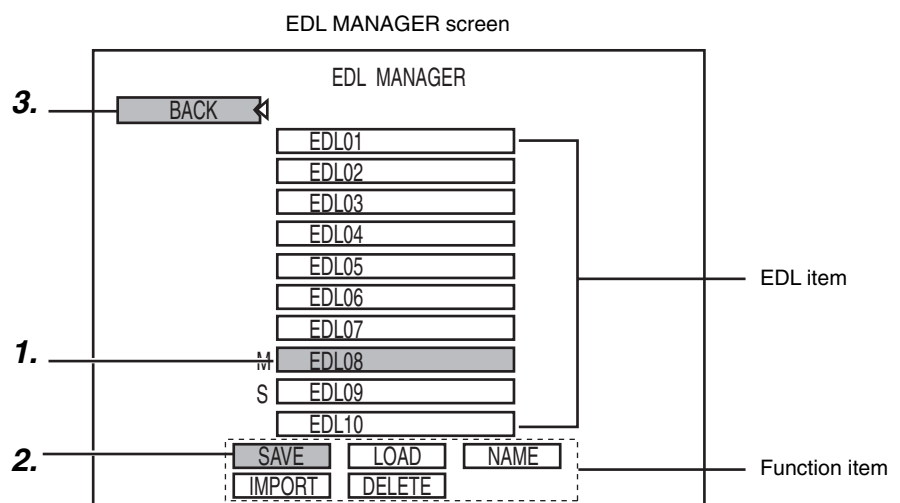 EDL MANAGER screen
EDL MANAGER
3.
BACK
EDL01
EDL02
EDL03
EDL04
EDL05
EDL06
EDL07
EDL item
1.
M EDL08
S EDL09
EDL10
2.
SAVE LOAD NAME
IMPORT DELETE
Function item